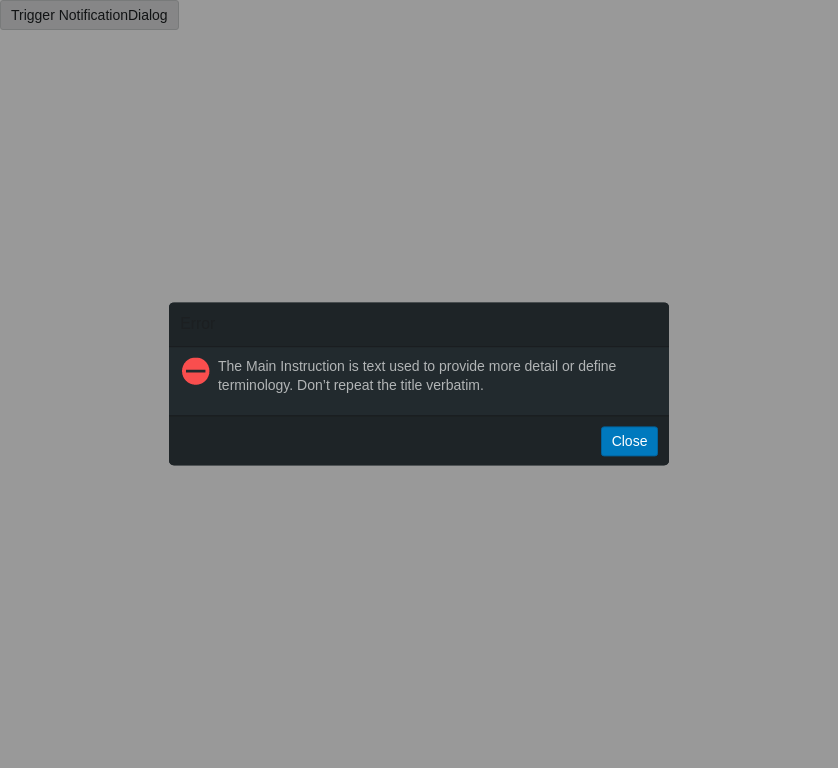 Trigger NotificationDialog
Error
The Main Instruction is text used to provide more detail or define
terminology. Don’t repeat the title verbatim.
Close